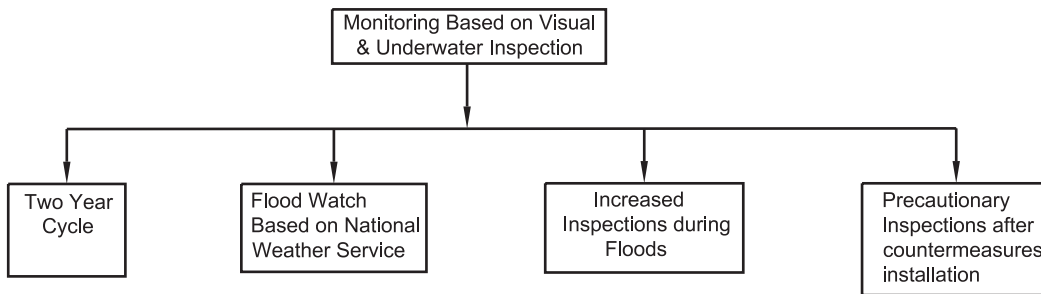 Monitoring Based on Visual
& Underwater Inspection
Two Year
Cycle
Flood Watch
Based on National
Weather Service
Increased
Inspections during
Floods
Precautionary
Inspections after
countermeasures
installation